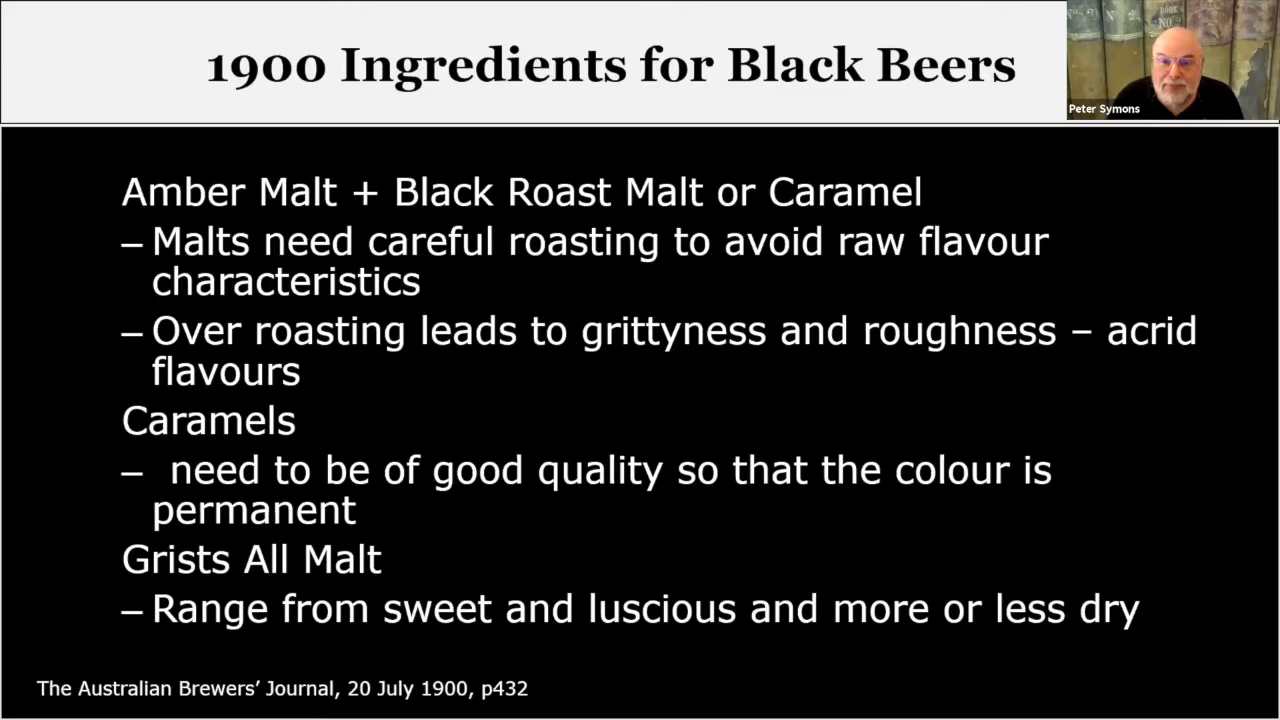 1900 Ingredients for Black Beers
Peter Symons
Amber Malt + Black Roast Malt or Caramel
– Malts need careful roasting to avoid raw flavour
characteristics
– Over roasting leads to grittyness and roughness – acrid
flavours
Caramels
– need to be of good quality so that the colour is
permanent
Grists All Malt
– Range from sweet and luscious and more or less dry
The Australian Brewers’ Journal, 20 July 1900, p432